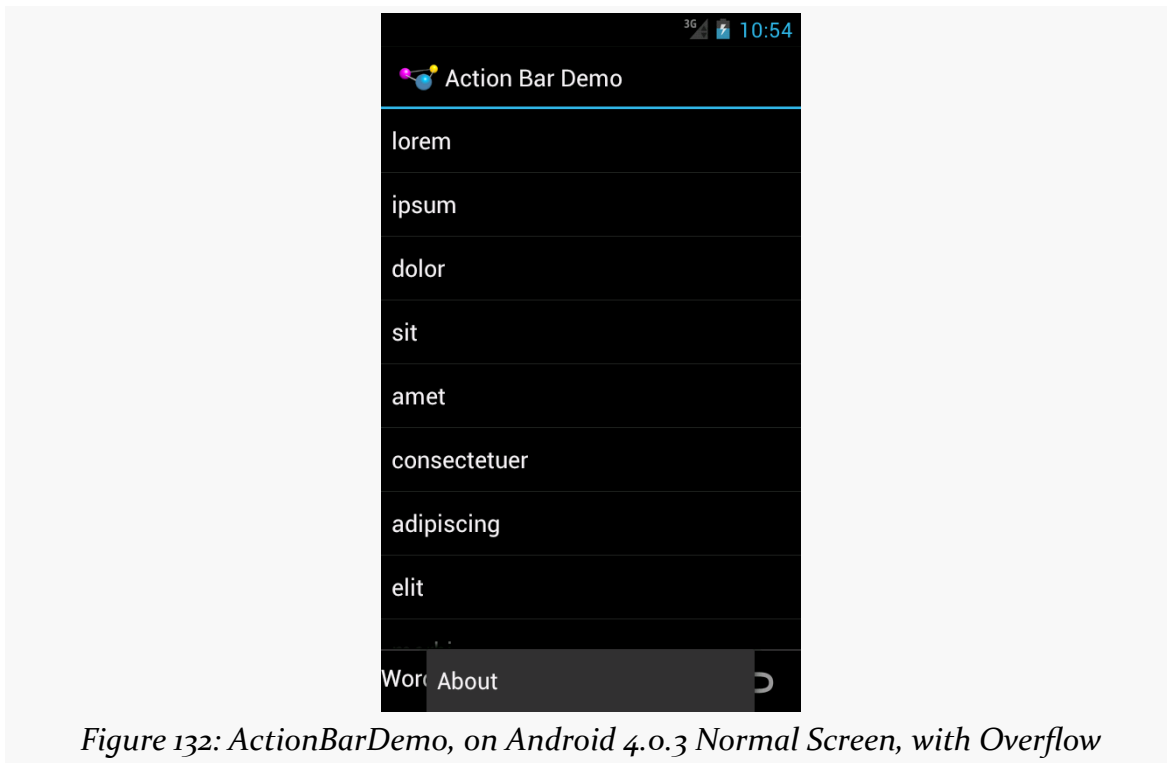 3G 10:54
Action Bar Demo
lorem
ipsum
dolor
sit
amet
consectetuer
adipiscing
elit
About
Figure 132: ActionBarDemo, on Android 4.0.3 Normal Screen, with Overflow